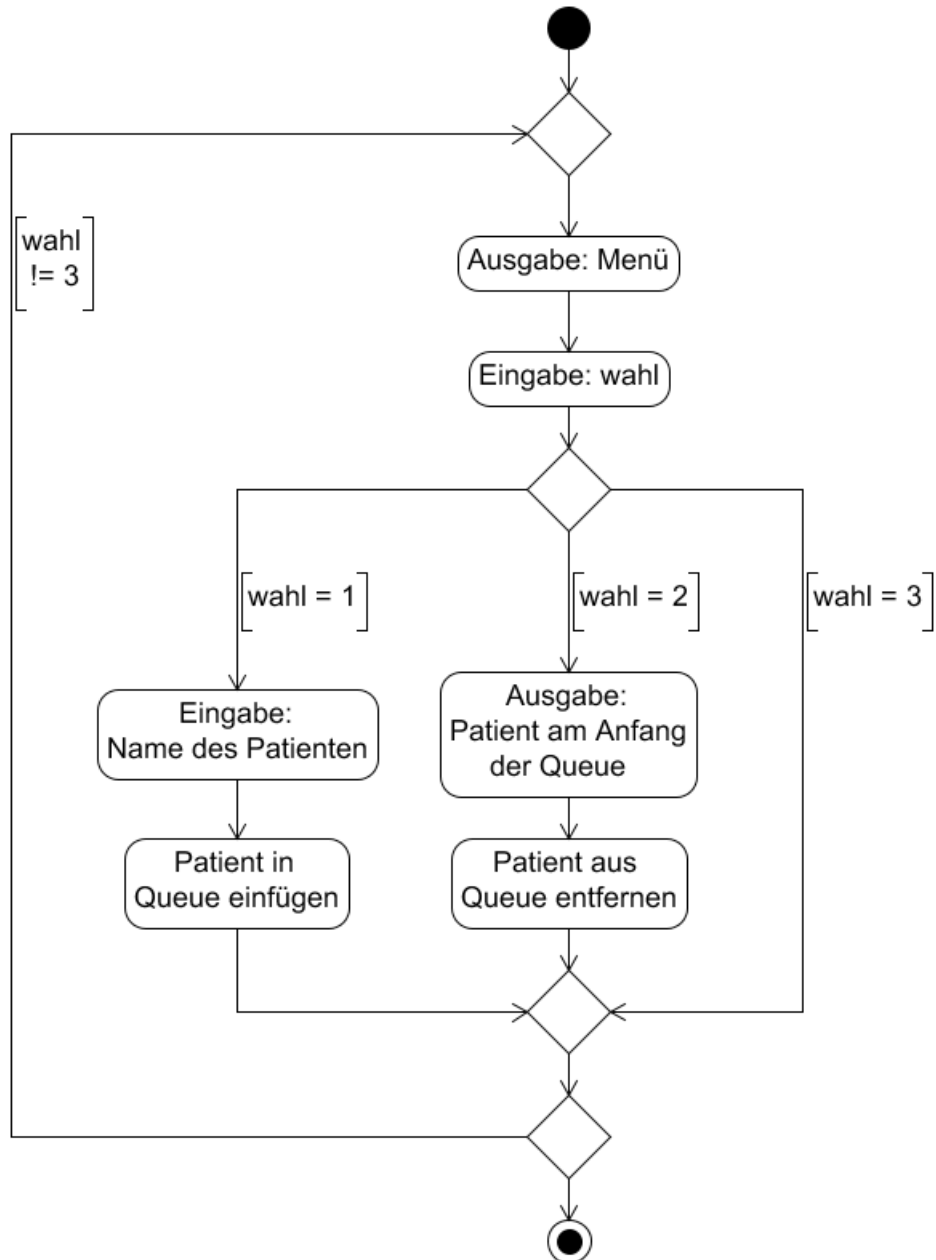 wahl
!= 3
Ausgabe: Menü
Eingabe: wahl
wahl = 1
wahl = 2
wahl = 3
Eingabe:
Name des Patienten
Ausgabe:
Patient am Anfang
der Queue
Patient in
Queue einfügen
Patient aus
Queue entfernen